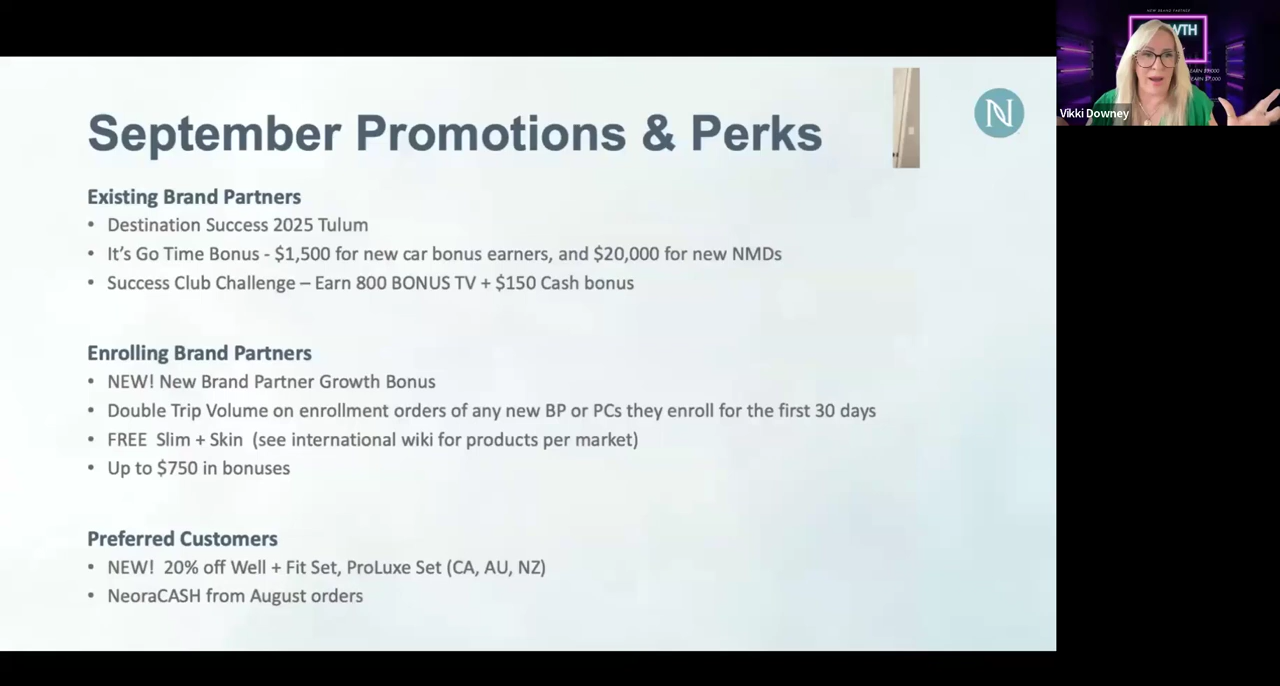 September Promotions & Perks
Existing Brand Partners
• Destination Success 2025 Tulum
• It’s Go Time Bonus - $1,500 for new car bonus earners, and $20,000 for new NMDs
• Success Club Challenge – Earn 800 BONUS TV + $150 Cash bonus
Enrolling Brand Partners
• NEW! New Brand Partner Growth Bonus
• Double Trip Volume on enrollment orders of any new BP or PCs they enroll for the first 30 days
• FREE Slim + Skin (see international wiki for products per market)
• Up to $750 in bonuses
Preferred Customers
• NEW! 20% off Well + Fit Set, ProLuxe Set (CA, AU, NZ)
• NeoraCASH from August orders
N
NEW BRAND PARTNER
WTH
Vikki Downey